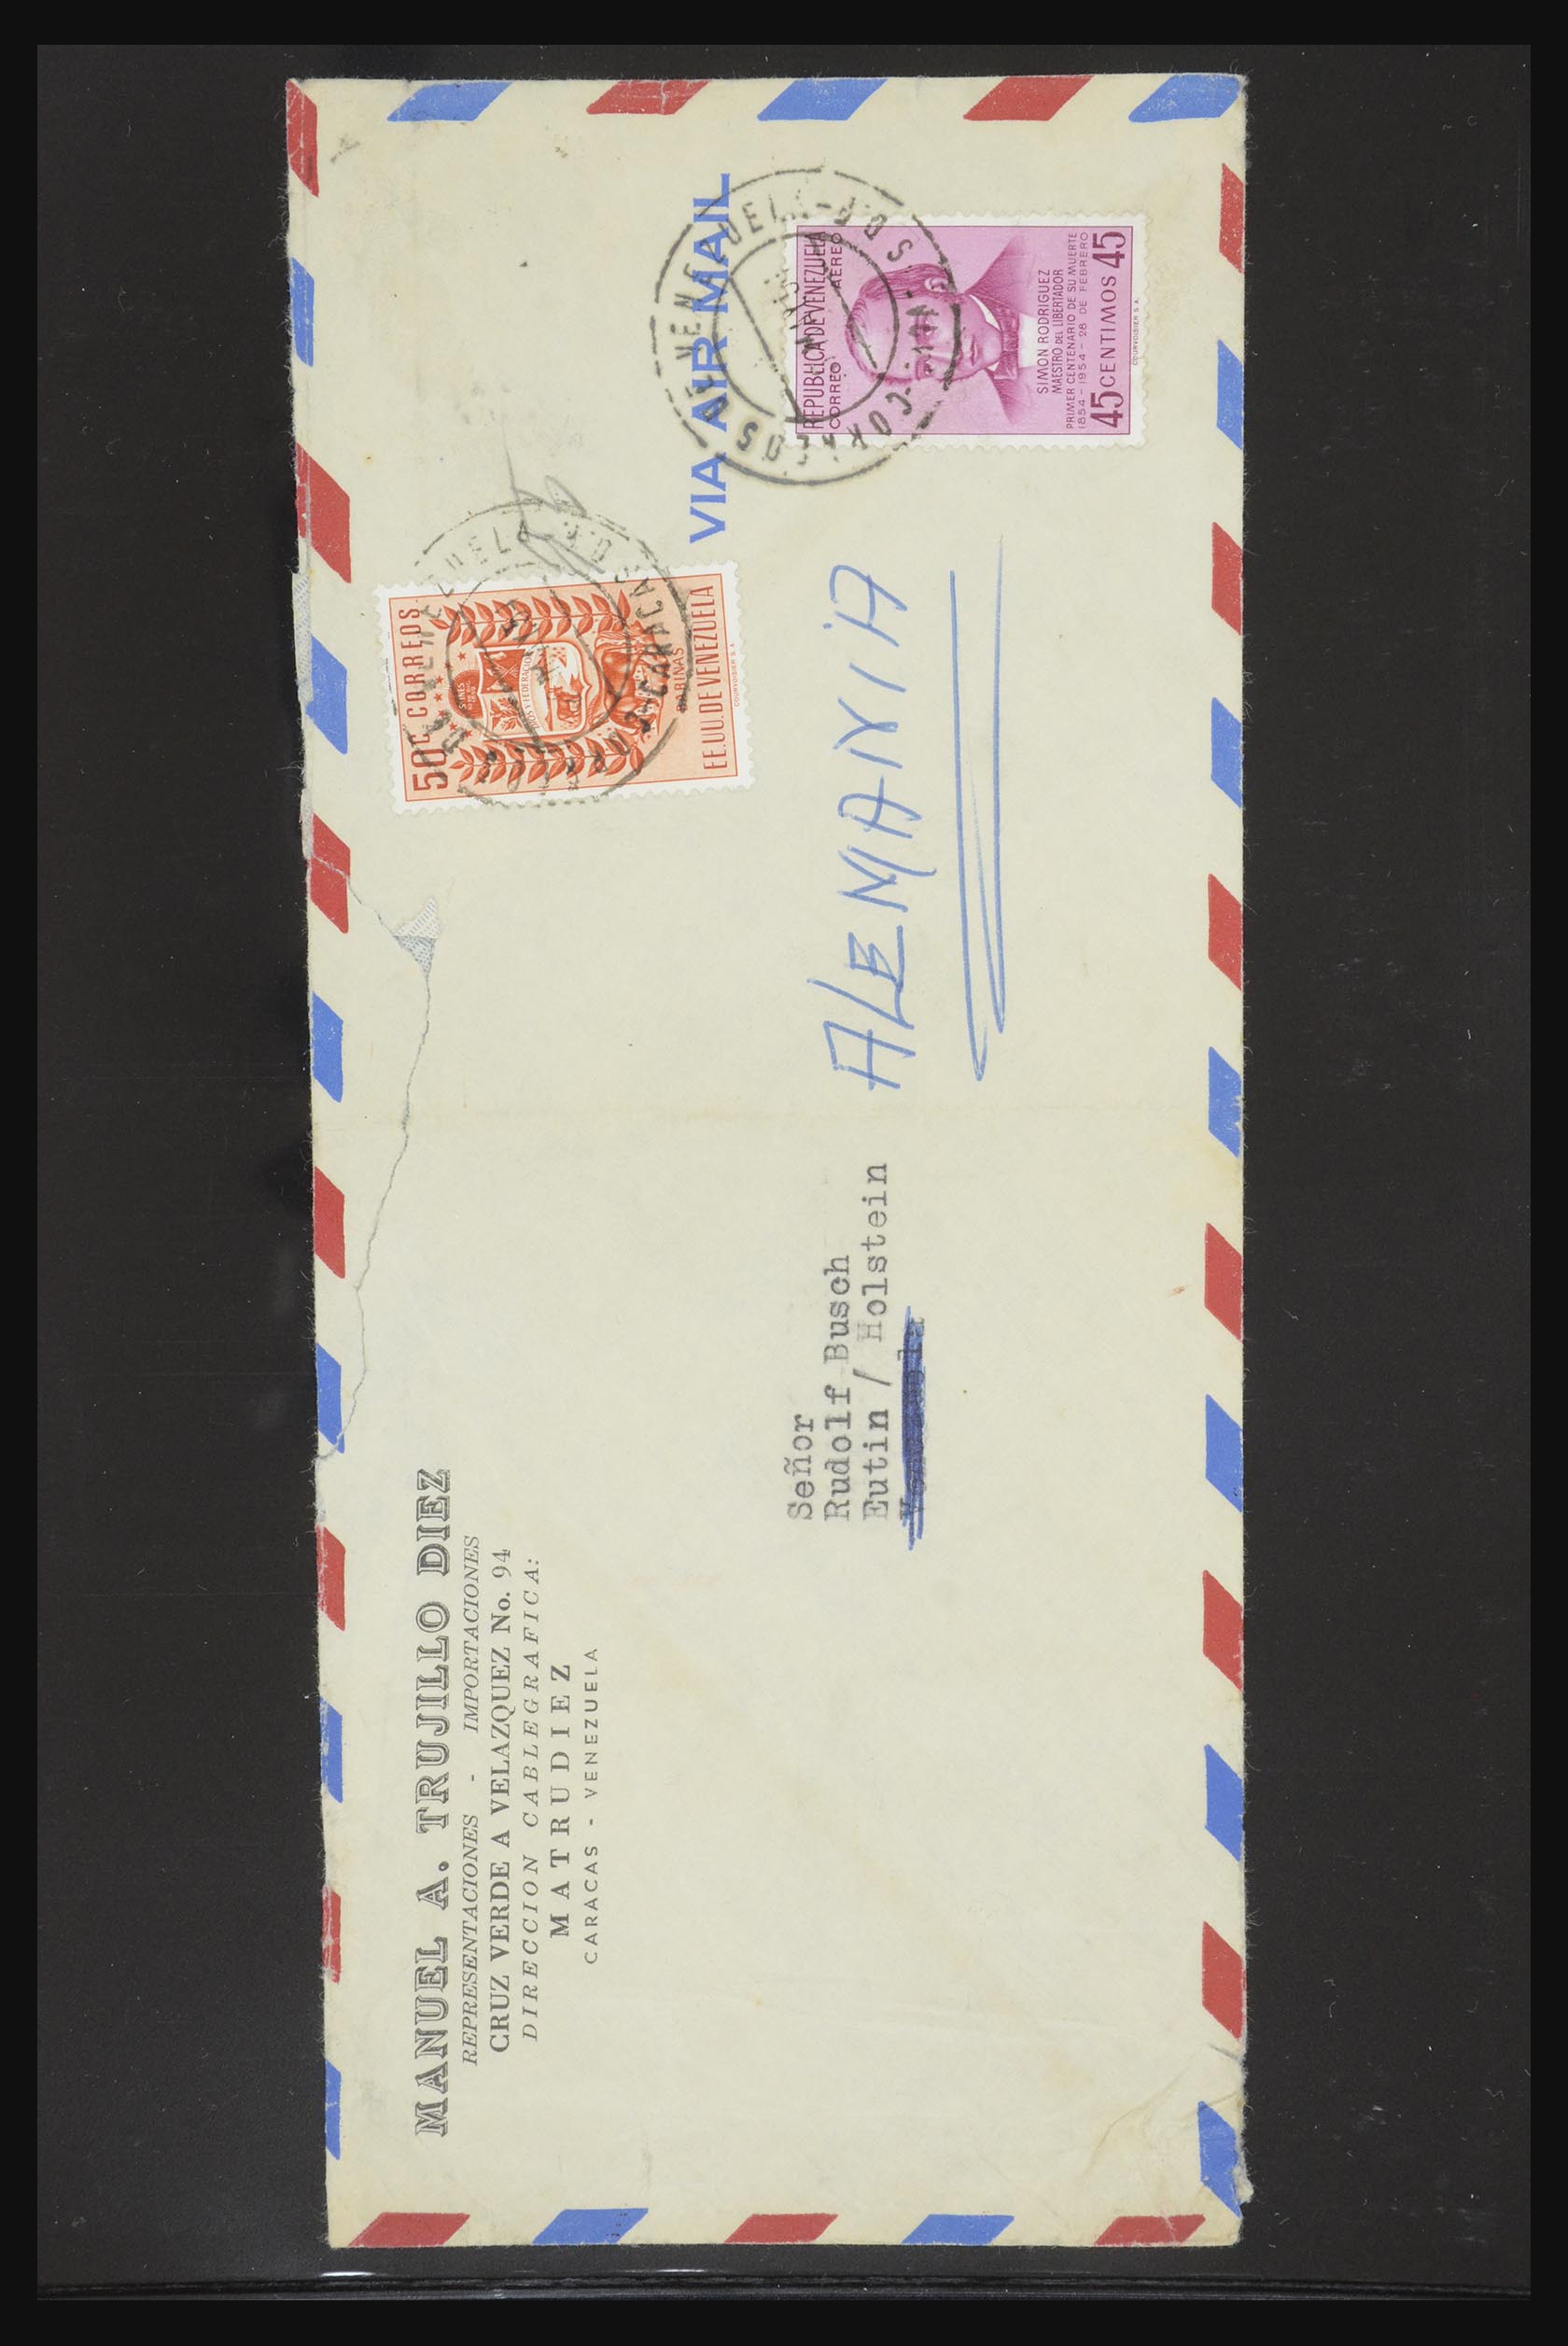 MANUEL A. TRUJILLO DIEZ
REPRESENTACIONES - IMPORTACIONES
CRUZ VERDE A VELAZQUEZ No. 94
DIRECCION CABLEGRAFICA:
MATRUDIEZ
CARACAS - VENEZUELA
50C CORREOS
BARINAS
EE.UU.DE VENEZUELA
COURVOISIER S.A.
CARACAS
VIA AIR MAIL
REPUBLICA DE VENEZUELA
CORREO AEREO
SIMON RODRIGUEZ
MAESTRO DEL LIBERTADOR
PRIMER CENTENARIO DE SU MUERTE
1854 - 1954 - 28 DE FEBRERO
45 CENTIMOS 45
COURVOISIER S.A.
Señor
Rudolf Busch
Eutin / Holstein
ALEMANIA